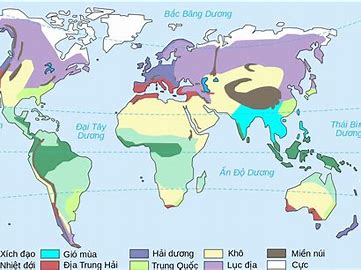 Bắc Băng Dương
Đại Tây
Dương
Thái Bìn
Dương
Ấn Độ Dương
Xích đạo Gió mùa Hải dương Khô Miền núi
Nhiệt đới Địa Trung Hải Trung Quốc Lục địa Cực